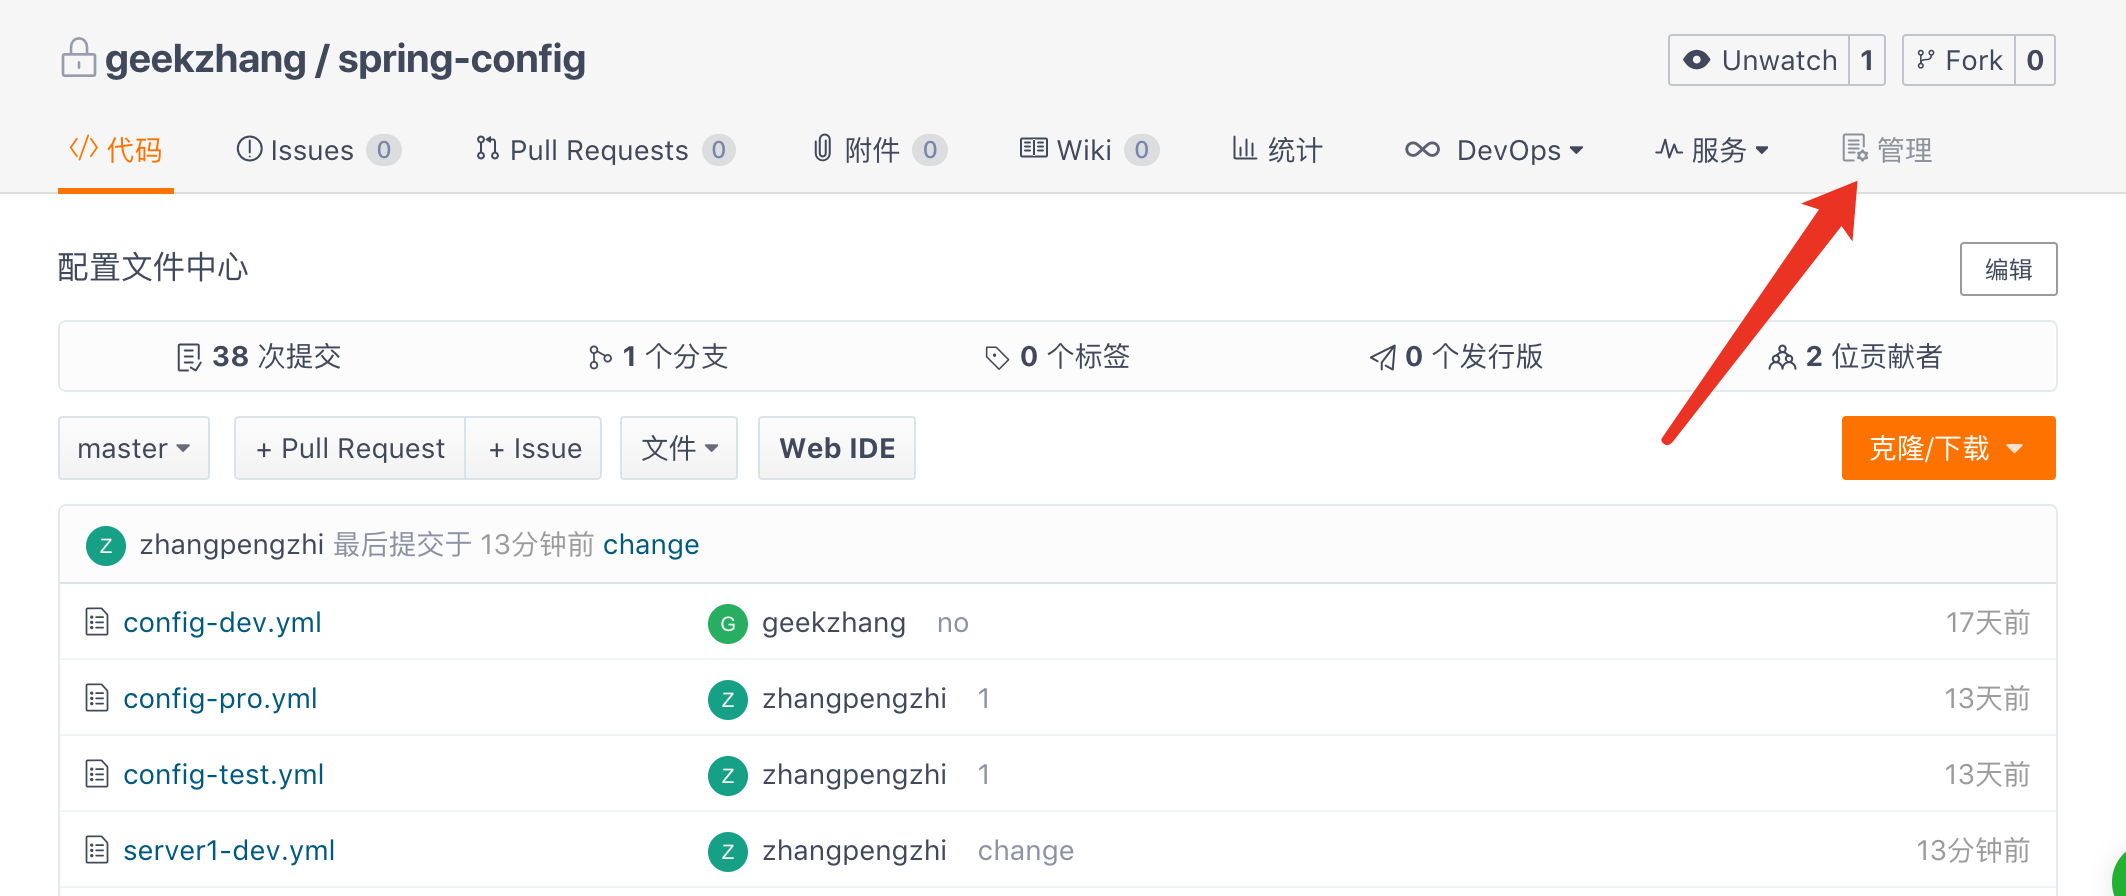 geekzhang / spring-config
Unwatch 1 Fork 0
代码 Issues 0 Pull Requests 0 附件 0 Wiki 0 统计 DevOps 服务 管理
配置文件中心
编辑
38 次提交 1 个分支 0 个标签 0 个发行版 2 位贡献者
master + Pull Request + Issue 文件 Web IDE 克隆/下载
Z zhangpengzhi 最后提交于 13分钟前 change
config-dev.yml G geekzhang no 17天前
config-pro.yml Z zhangpengzhi 1 13天前
config-test.yml Z zhangpengzhi 1 13天前
server1-dev.yml Z zhangpengzhi change 13分钟前